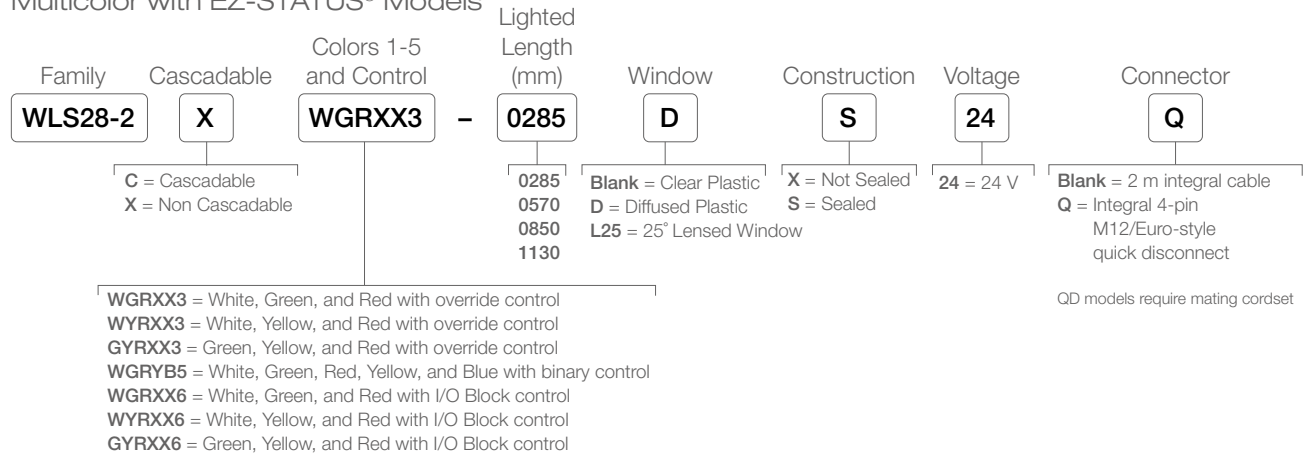 Multicolor with EZ-STATUS® Models
Family
Cascadable
Colors 1-5
and Control
Lighted
Length
(mm)
Window
Construction
Voltage
Connector
WLS28-2
X
WGRXX3
–
0285
D
S
24
Q
C = Cascadable
X = Non Cascadable
0285
0570
0850
1130
Blank = Clear Plastic
D = Diffused Plastic
L25 = 25° Lensed Window
X = Not Sealed
S = Sealed
24 = 24 V
Blank = 2 m integral cable
Q = Integral 4-pin
M12/Euro-style
quick disconnect
QD models require mating cordset
WGRXX3 = White, Green, and Red with override control
WYRXX3 = White, Yellow, and Red with override control
GYRXX3 = Green, Yellow, and Red with override control
WGRYB5 = White, Green, Red, Yellow, and Blue with binary control
WGRXX6 = White, Green, and Red with I/O Block control
WYRXX6 = White, Yellow, and Red with I/O Block control
GYRXX6 = Green, Yellow, and Red with I/O Block control